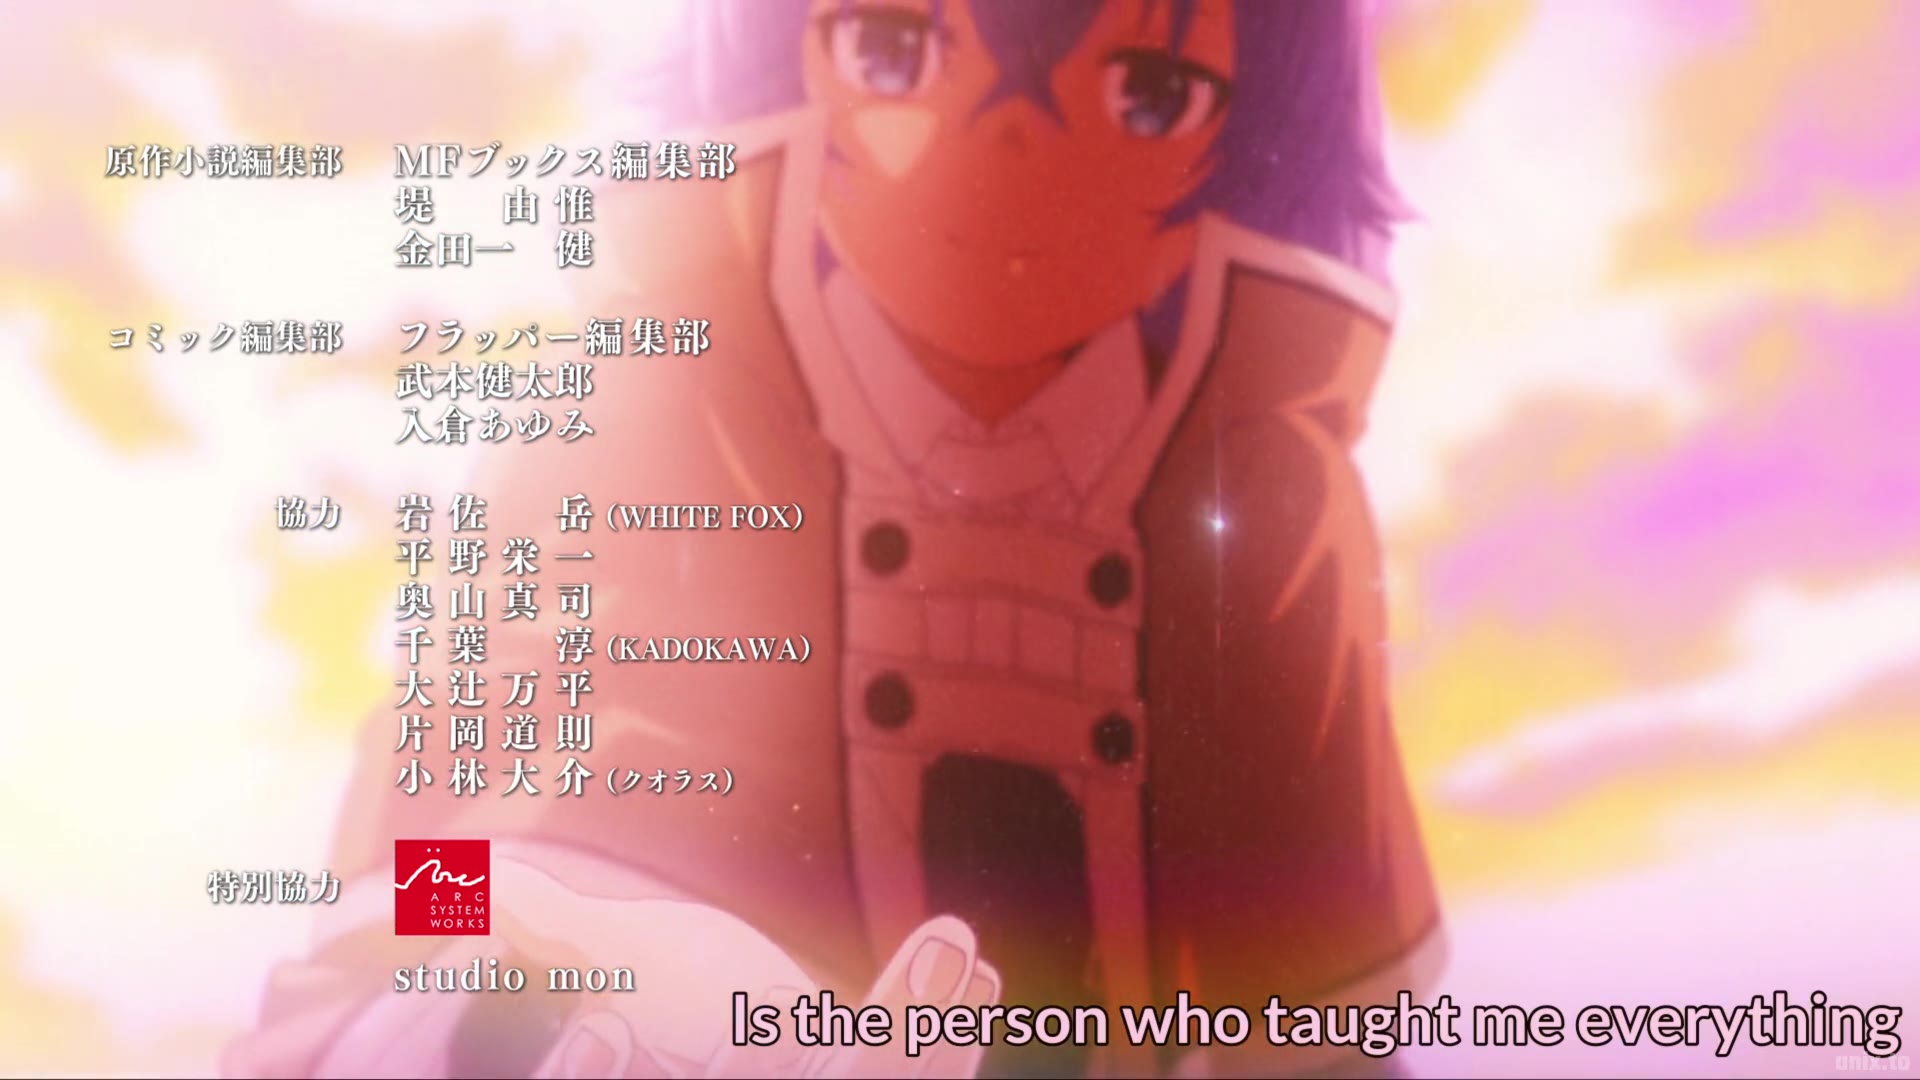 原作小説編集部 MFブックス編集部
堤 由惟
金田一 健
コミック編集部 フラッパー編集部
武本健太郎
入倉あゆみ
協力 岩佐 岳(WHITE FOX)
平野栄一
奥山真司
千葉 淳(KADOKAWA)
大辻万平
片岡道則
小林大介(クオラス)
特別協力
ARC
SYSTEM
WORKS
studio mon
Is the person who taught me everything
anix.to